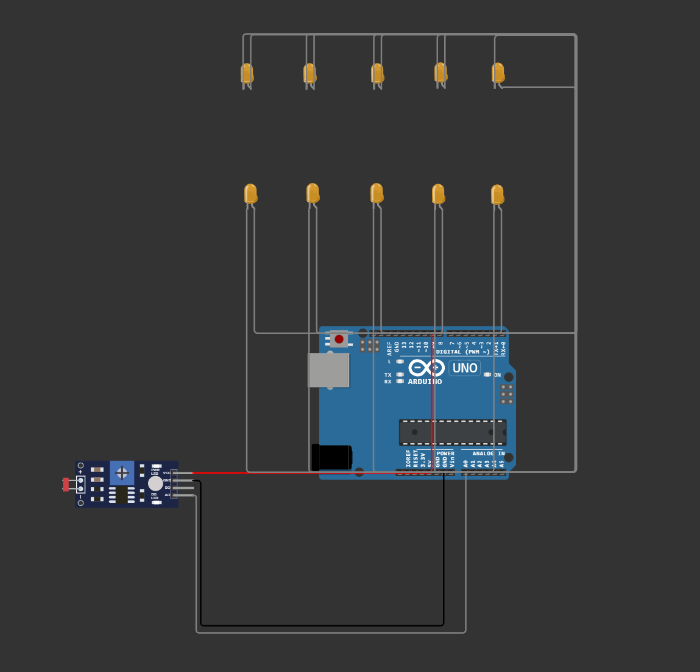 AREF
GND
13
12
~11
~10
~9
8
7
~6
~5
4
~3
2
TX→1
RX←0
DIGITAL (PWM ~)
L
TX
RX
UNO
ON
ARDUINO
POWER
ANALOG IN
IOREF
RESET
3.3V
5V
GND
GND
Vin
A0
A1
A2
A3
A4
A5
VCC
GND
DO
AO